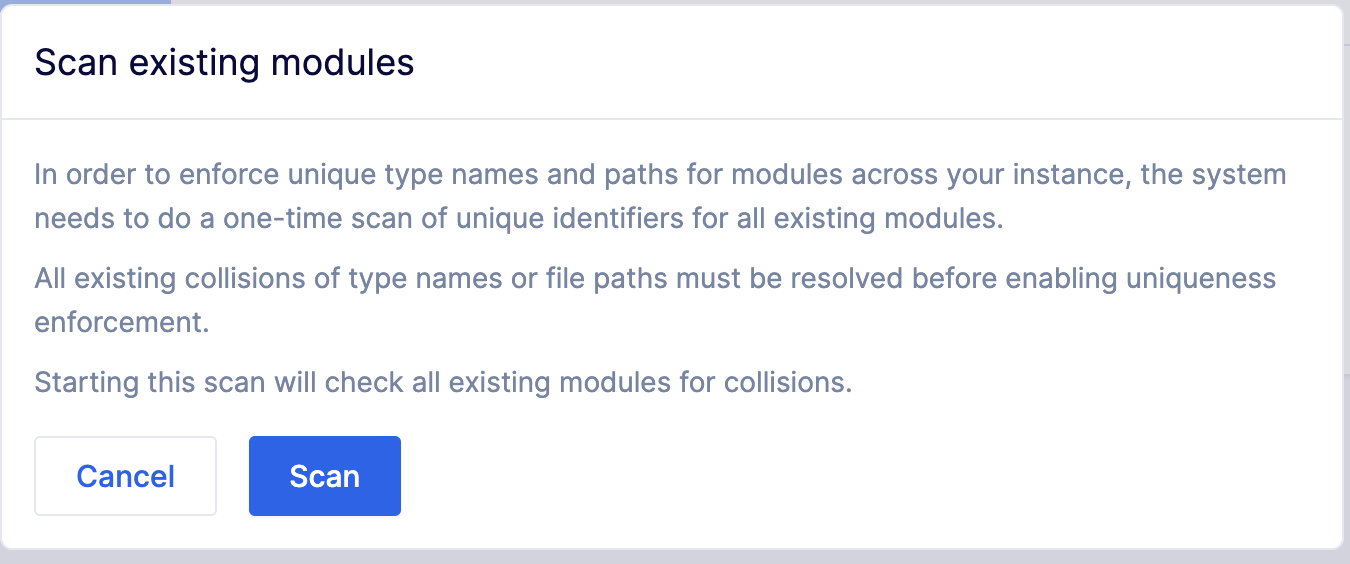 Scan existing modules
In order to enforce unique type names and paths for modules across your instance, the system
needs to do a one-time scan of unique identifiers for all existing modules.
All existing collisions of type names or file paths must be resolved before enabling uniqueness
enforcement.
Starting this scan will check all existing modules for collisions.
Cancel
Scan